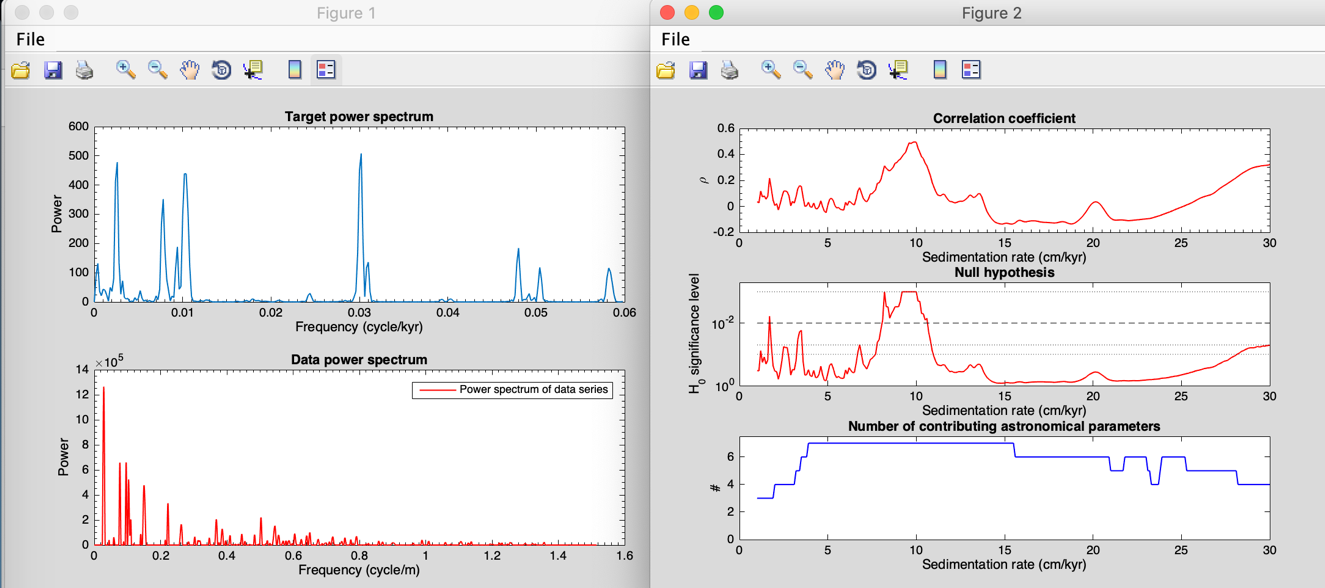 Figure 1
File
Target power spectrum
600
500
400
300
200
100
0
Power
0 0.01 0.02 0.03 0.04 0.05 0.06
Frequency (cycle/kyr)
Data power spectrum
×10^5
14
12
10
8
6
4
2
0
Power
Power spectrum of data series
0 0.2 0.4 0.6 0.8 1 1.2 1.4 1.6
Frequency (cycle/m)
Figure 2
File
Correlation coefficient
0.6
0.4
0.2
0
-0.2
ρ
0 5 10 15 20 25 30
Sedimentation rate (cm/kyr)
Null hypothesis
10^-2
10^0
H_0 significance level
0 5 10 15 20 25 30
Sedimentation rate (cm/kyr)
Number of contributing astronomical parameters
6
4
2
0
#
0 5 10 15 20 25 30
Sedimentation rate (cm/kyr)